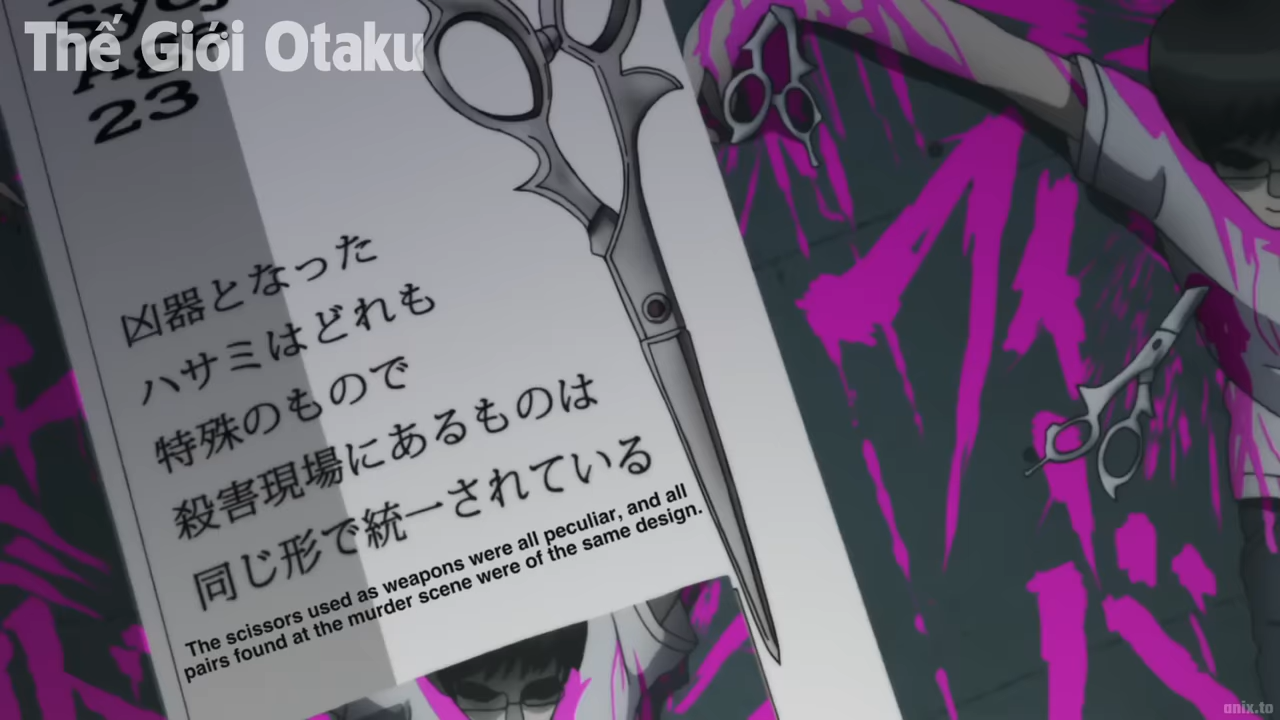 Thế Giới Otaku
23
凶器となった
ハサミはどれも
特殊のもので
殺害現場にあるものは
同じ形で統一されている
The scissors used as weapons were all peculiar, and all
pairs found at the murder scene were of the same design.
anix.to